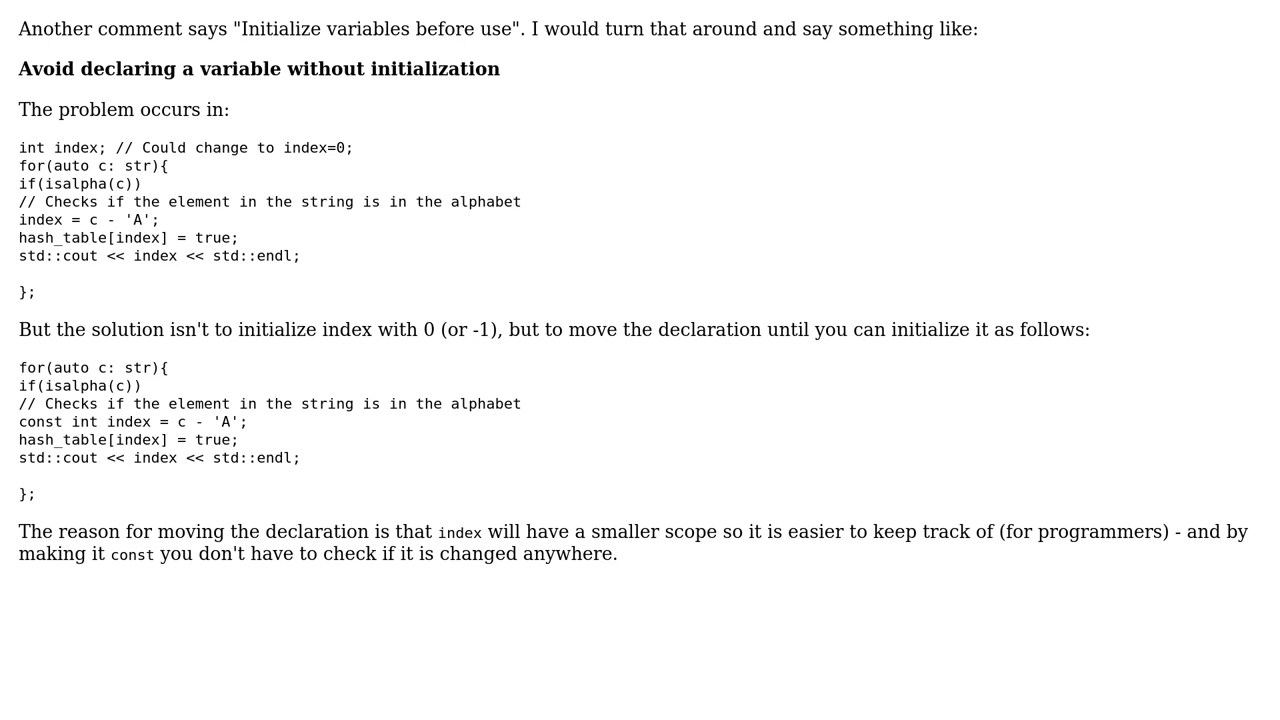 Another comment says "Initialize variables before use". I would turn that around and say something like:
Avoid declaring a variable without initialization
The problem occurs in:
int index; // Could change to index=0;
for(auto c: str){
if(isalpha(c))
// Checks if the element in the string is in the alphabet
index = c - 'A';
hash_table[index] = true;
std::cout << index << std::endl;
};
But the solution isn't to initialize index with 0 (or -1), but to move the declaration until you can initialize it as follows:
for(auto c: str){
if(isalpha(c))
// Checks if the element in the string is in the alphabet
const int index = c - 'A';
hash_table[index] = true;
std::cout << index << std::endl;
};
The reason for moving the declaration is that index will have a smaller scope so it is easier to keep track of (for programmers) - and by
making it const you don't have to check if it is changed anywhere.